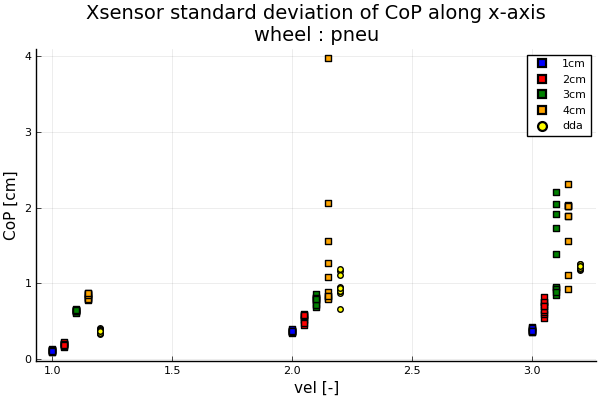 Xsensor standard deviation of CoP along x-axis
wheel : pneu
CoP [cm]
4
3
2
1
0
1.0 1.5 2.0 2.5 3.0
vel [-]
1cm
2cm
3cm
4cm
dda